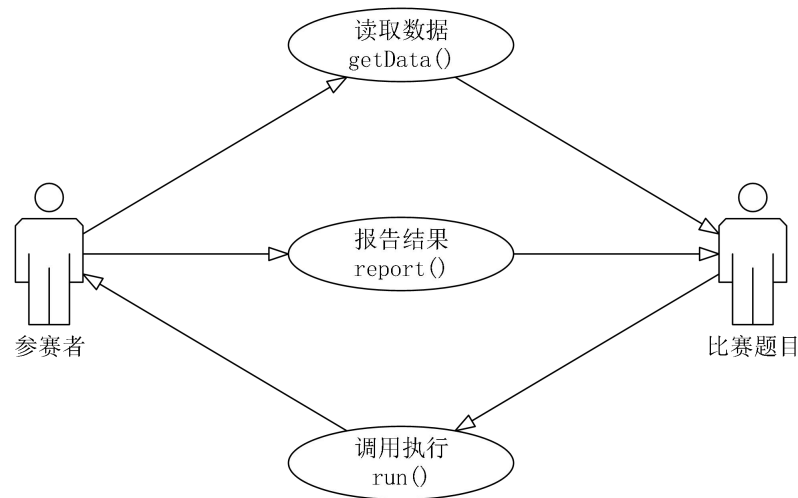 读取数据
getData()
报告结果
report()
参赛者
比赛题目
调用执行
run()